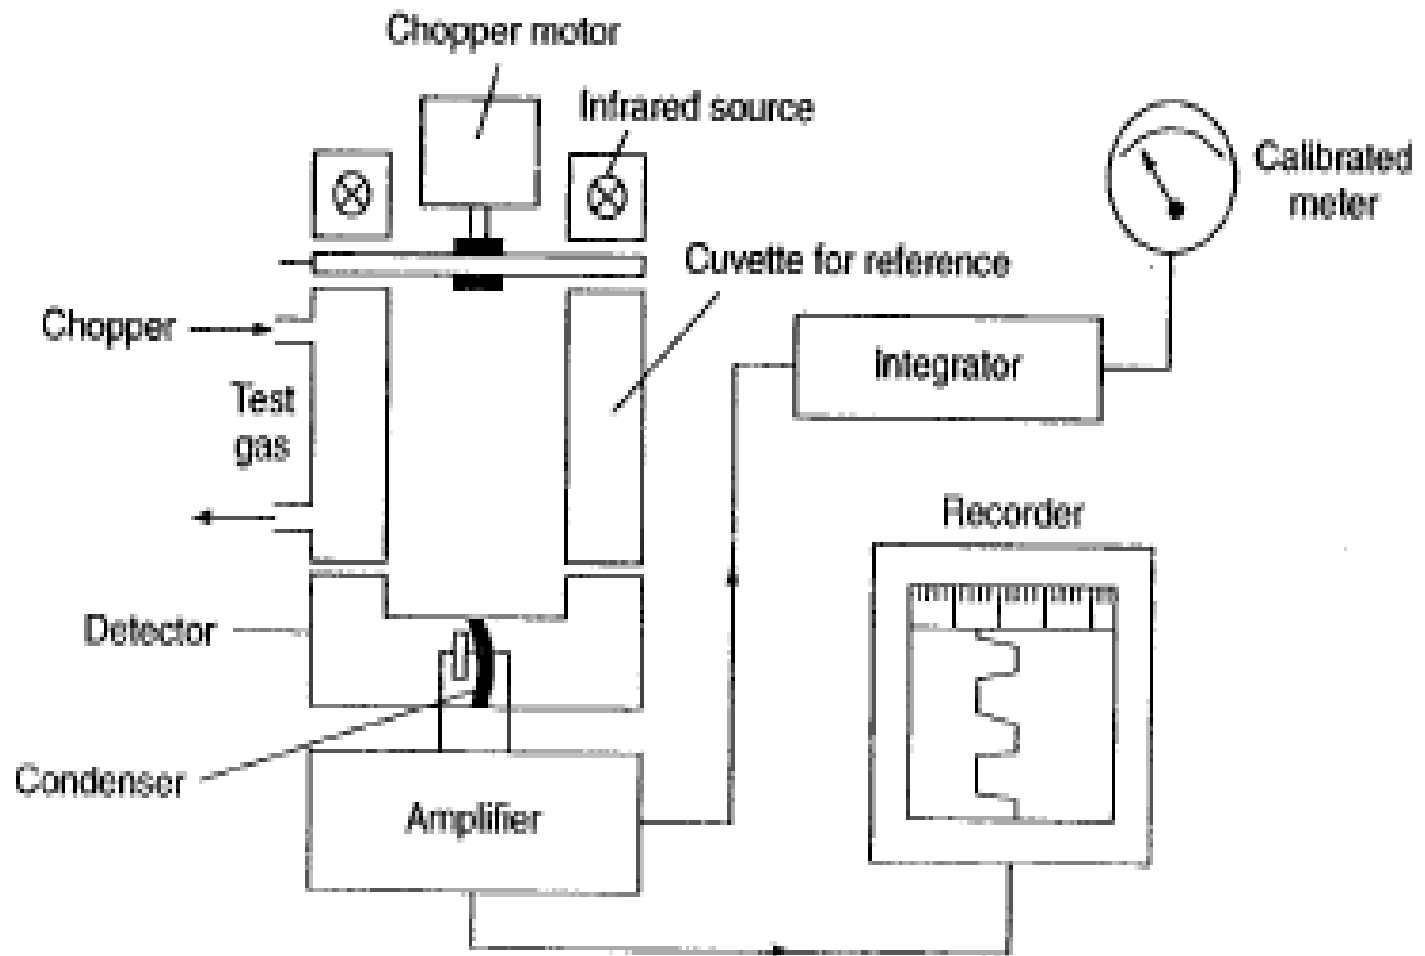 Chopper motor
Infrared source
Calibrated
meter
Cuvette for reference
Chopper
Integrator
Test
gas
Recorder
Detector
Condenser
Amplifier